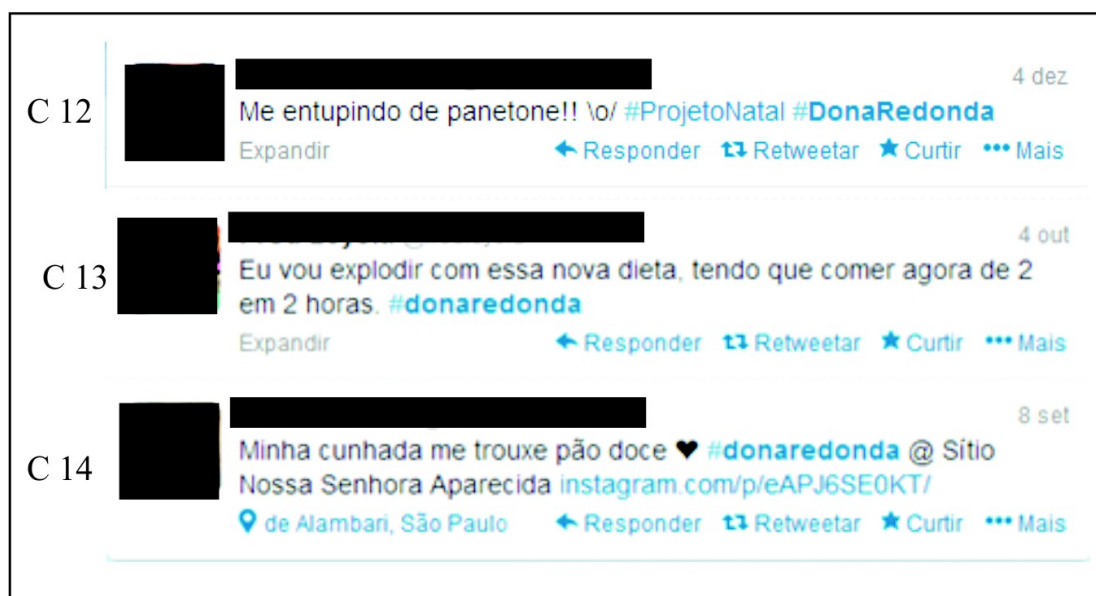 C 12
4 dez
Me entupindo de panetone!! \o/ #ProjetoNatal #DonaRedonda
Expandir Responder Retweetar Curtir Mais
C 13
4 out
Eu vou explodir com essa nova dieta, tendo que comer agora de 2
em 2 horas. #donaredonda
Expandir Responder Retweetar Curtir Mais
C 14
8 set
Minha cunhada me trouxe pão doce ♥ #donaredonda @ Sítio
Nossa Senhora Aparecida instagram.com/p/eAPJ6SE0KT/
de Alambari, São Paulo Responder Retweetar Curtir Mais